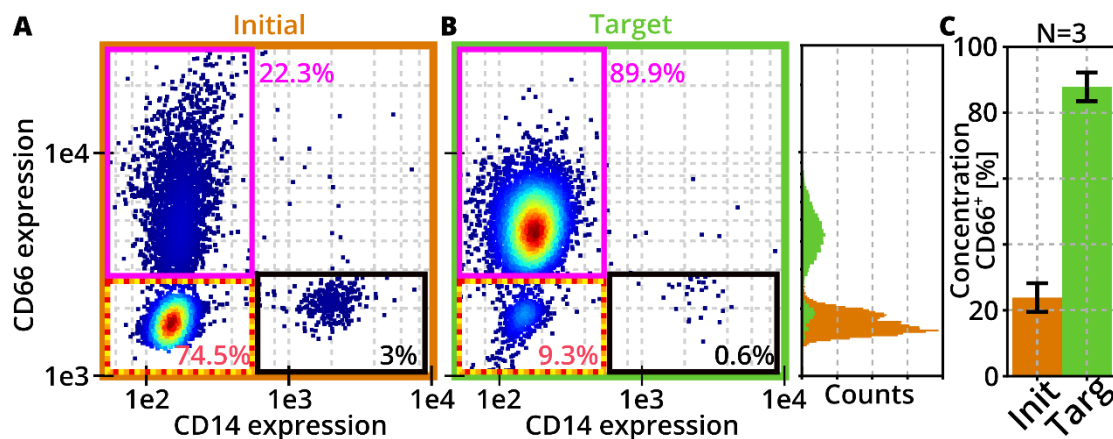 A
Initial
B
Target
C
22.3%
89.9%
N=3
100
80
60
40
20
0
1e4
1e3
CD66 expression
74.5%
3%
9.3%
0.6%
1e2
1e3
1e4
CD14 expression
1e2
1e3
1e4
CD14 expression
Counts
Concentration
CD66⁺ [%]
Init
Targ